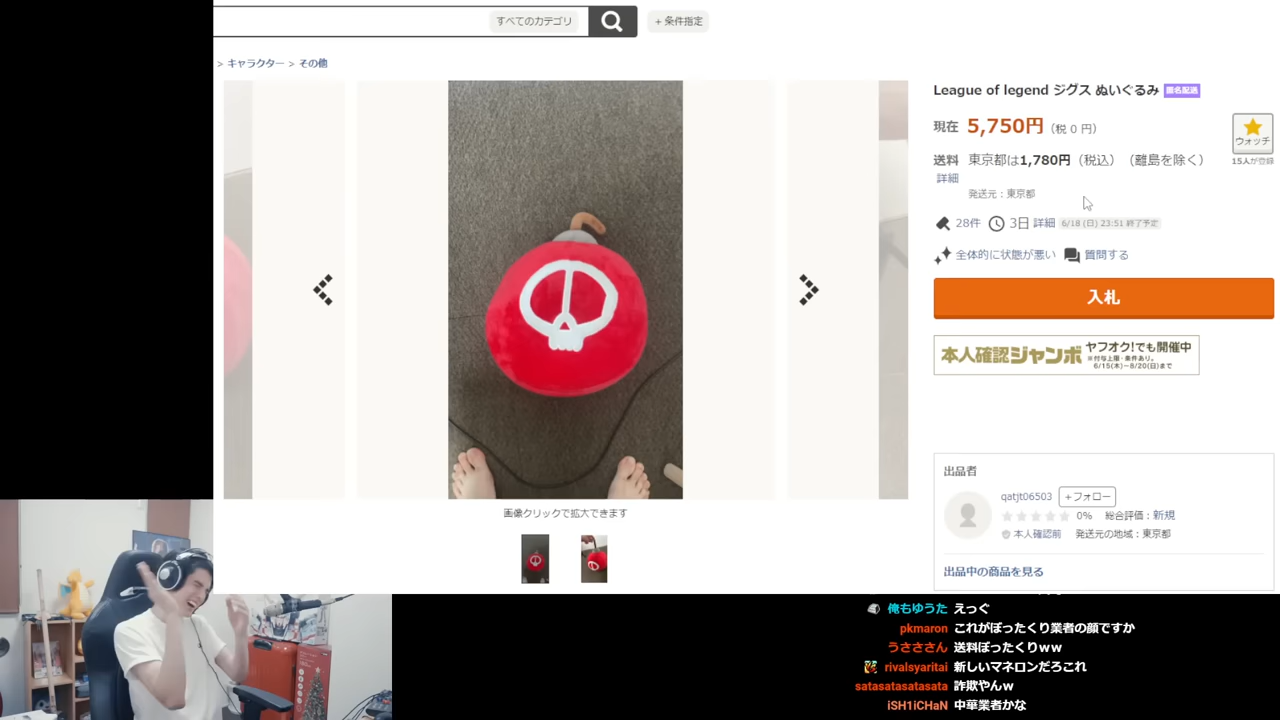 すべてのカテゴリ
+ 条件指定
> キャラクター > その他
League of legend ジグス ぬいぐるみ 匿名配送
現在 5,750円 (税 0 円)
ウォッチ
15人が登録
送料 東京都は1,780円（税込）（離島を除く）
詳細
発送元：東京都
28件 3日 詳細 6/18 (日) 23:51 終了予定
全体的に状態が悪い 質問する
入札
本人確認ジャンボ ヤフオク!でも開催中
※付与上限・条件あり。
6/15(木)～8/20(日)まで
出品者
qatjt06503 +フォロー
0% 総合評価：新規
本人確認前 発送元の地域：東京都
出品中の商品を見る
画像クリックで拡大できます
俺もゆうた えっぐ
pkmaron これがぼったくり業者の顔ですか
うさささん 送料ぼったくりｗｗ
rivalsyaritai 新しいマネロンだろこれ
satasatasatasata 詐欺やんｗ
iSH1iCHaN 中華業者かな